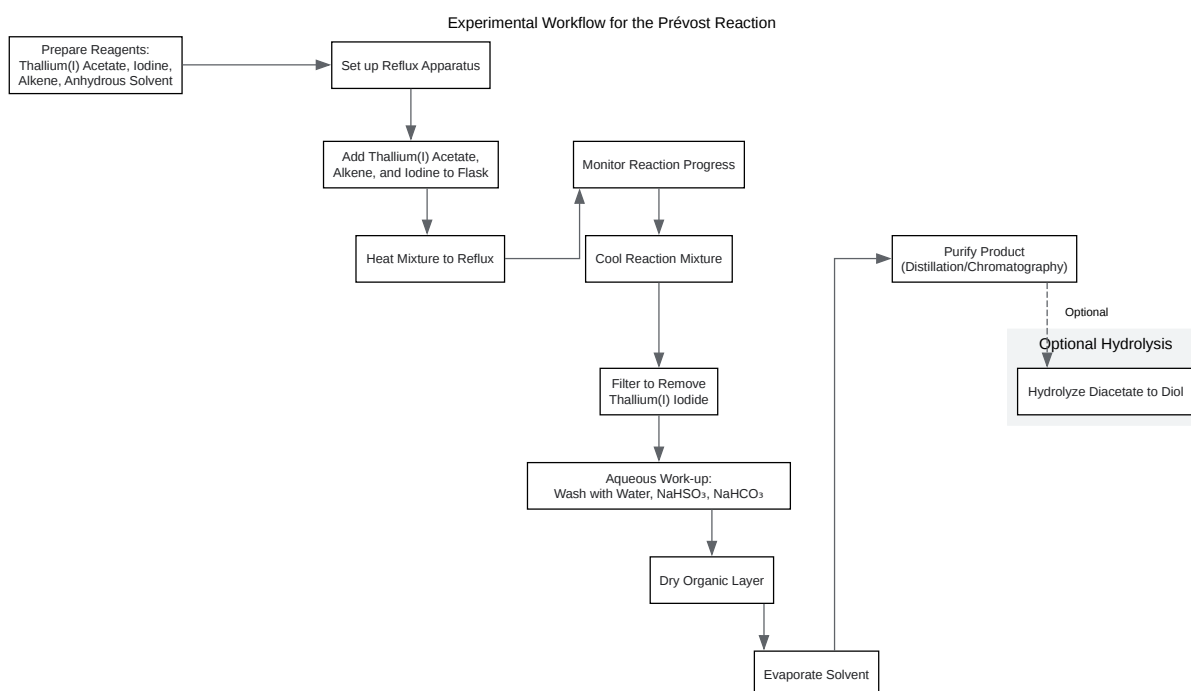 Experimental Workflow for the Prévost Reaction
Prepare Reagents:
Thallium(I) Acetate, Iodine,
Alkene, Anhydrous Solvent
Set up Reflux Apparatus
Add Thallium(I) Acetate,
Alkene, and Iodine to Flask
Heat Mixture to Reflux
Monitor Reaction Progress
Cool Reaction Mixture
Filter to Remove
Thallium(I) Iodide
Aqueous Work-up:
Wash with Water, NaHSO₃, NaHCO₃
Dry Organic Layer
Evaporate Solvent
Purify Product
(Distillation/Chromatography)
Optional
Optional Hydrolysis
Hydrolyze Diacetate to Diol